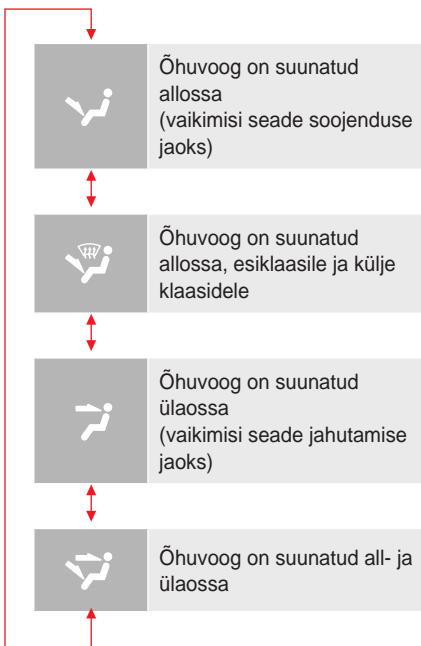 Õhuvoog on suunatud
allossa
(vaikimisi seade soojenduse
jaoks)
Õhuvoog on suunatud
allossa, esiklaasile ja külje
klaasidele
Õhuvoog on suunatud
ülaossa
(vaikimisi seade jahutamise
jaoks)
Õhuvoog on suunatud all- ja
ülaossa